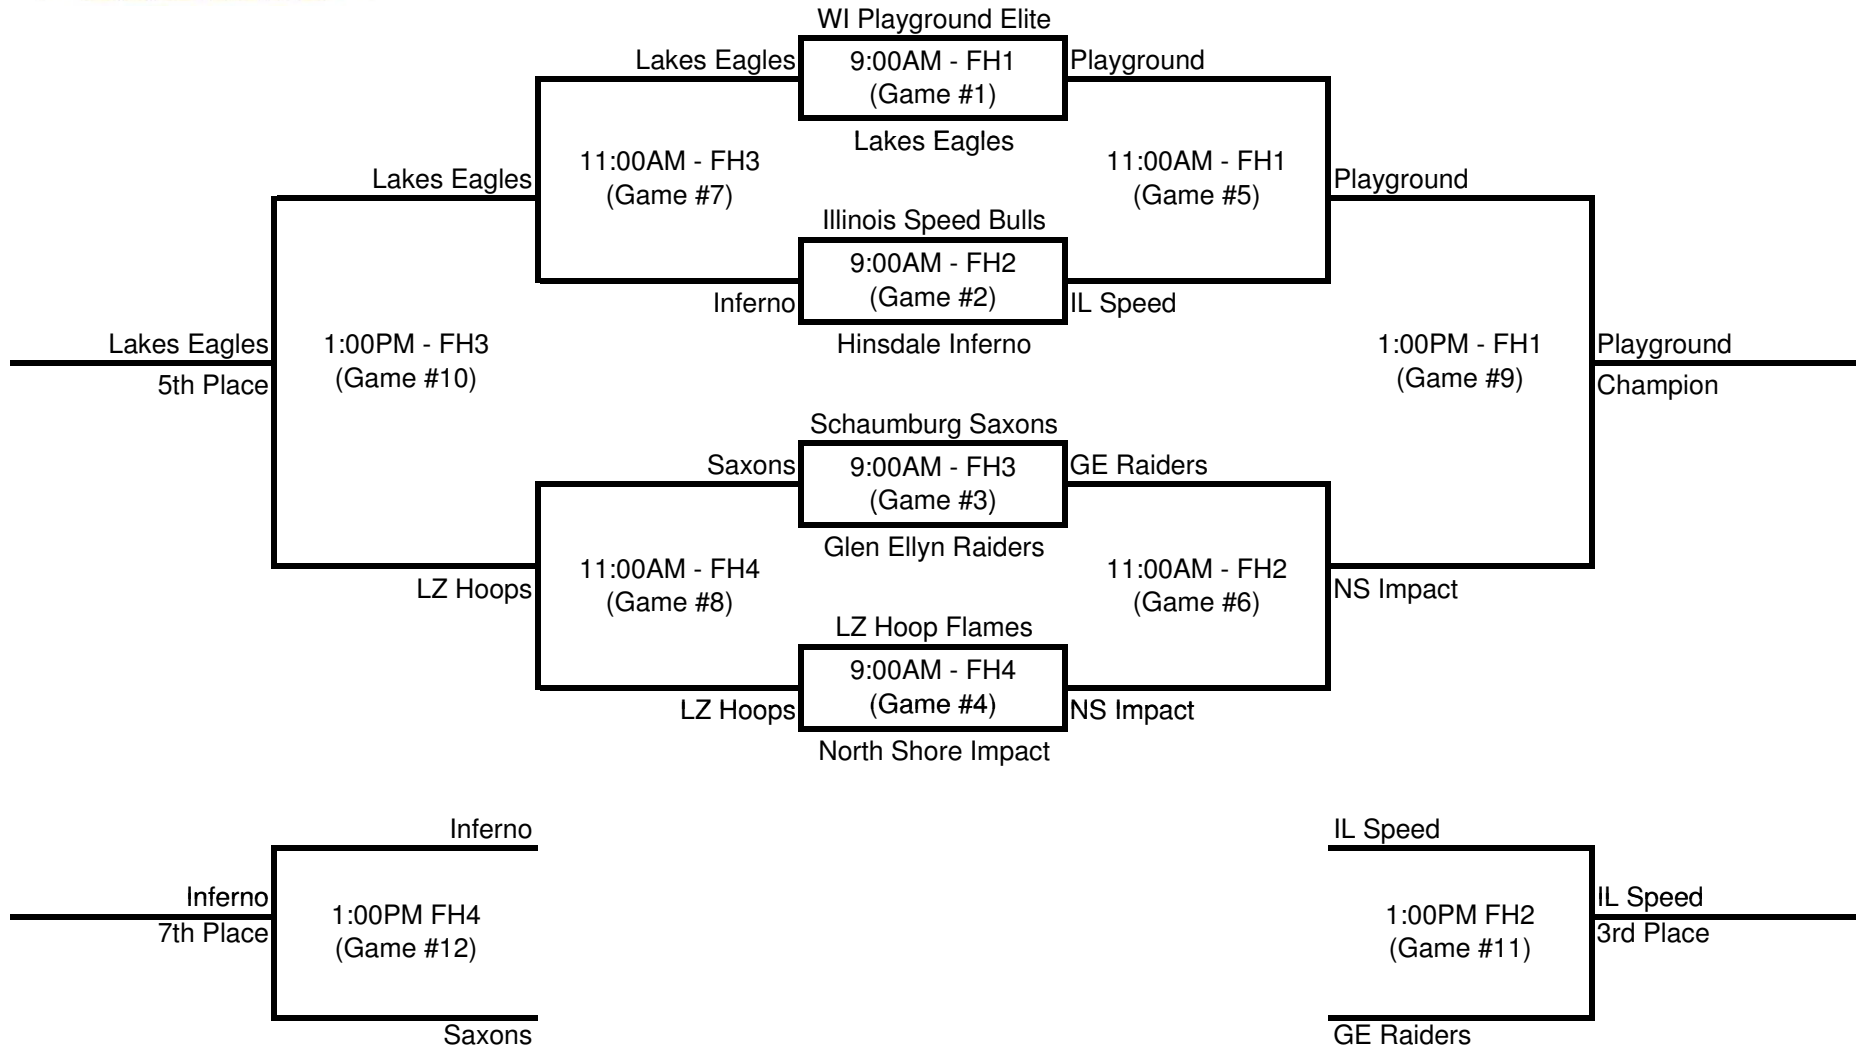 WI Playground Elite
Lakes Eagles
9:00AM - FH1
Playground
(Game #1)
Lakes Eagles
11:00AM - FH3
11:00AM - FH1
Lakes Eagles
(Game #7)
(Game #5)
Playground
Illinois Speed Bulls
9:00AM - FH2
Inferno
(Game #2)
IL Speed
Hinsdale Inferno
Lakes Eagles
1:00PM - FH3
1:00PM - FH1
Playground
5th Place
(Game #10)
(Game #9)
Champion
Schaumburg Saxons
Saxons
9:00AM - FH3
GE Raiders
(Game #3)
Glen Ellyn Raiders
11:00AM - FH4
11:00AM - FH2
LZ Hoops
(Game #8)
(Game #6)
NS Impact
LZ Hoop Flames
9:00AM - FH4
LZ Hoops
(Game #4)
NS Impact
North Shore Impact
Inferno
IL Speed
Inferno
1:00PM FH4
1:00PM FH2
IL Speed
7th Place
(Game #12)
(Game #11)
3rd Place
Saxons
GE Raiders